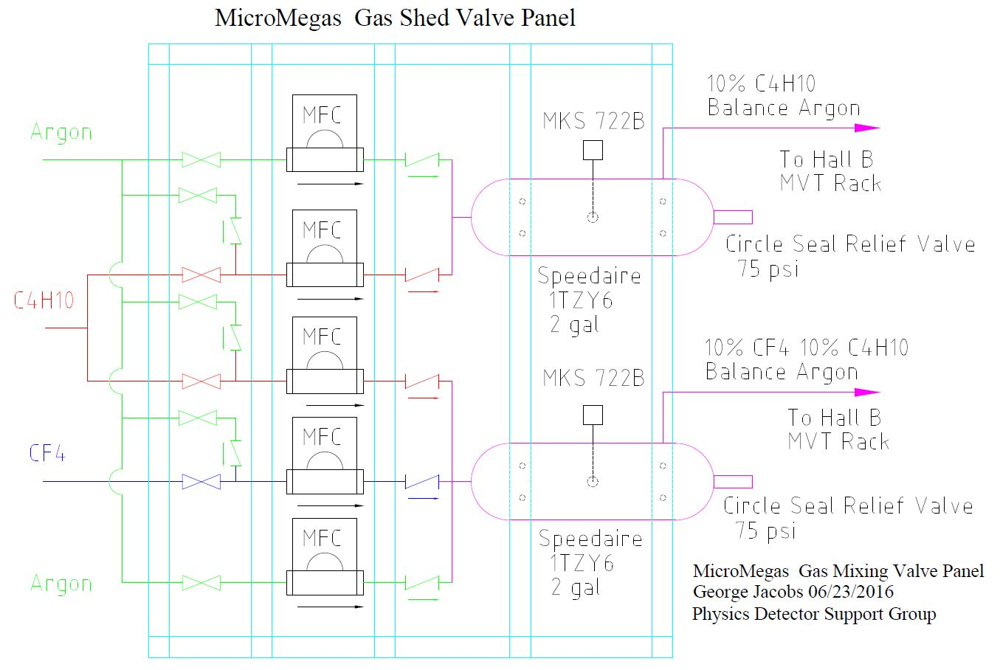 MicroMegas  Gas Shed Valve Panel
10% C4H10
Balance Argon
MFC
MKS 722B
Argon
To Hall B
MVT Rack
MFC
Circle Seal Relief Valve
75 psi
Speedaire
1TZY6
2 gal
C4H10
MFC
10% CF4 10% C4H10
Balance Argon
MKS 722B
To Hall B
MVT Rack
MFC
CF4
Circle Seal Relief Valve
75 psi
MFC
Speedaire
1TZY6
2 gal
Argon
MicroMegas  Gas Mixing Valve Panel
George Jacobs 06/23/2016
Physics Detector Support Group